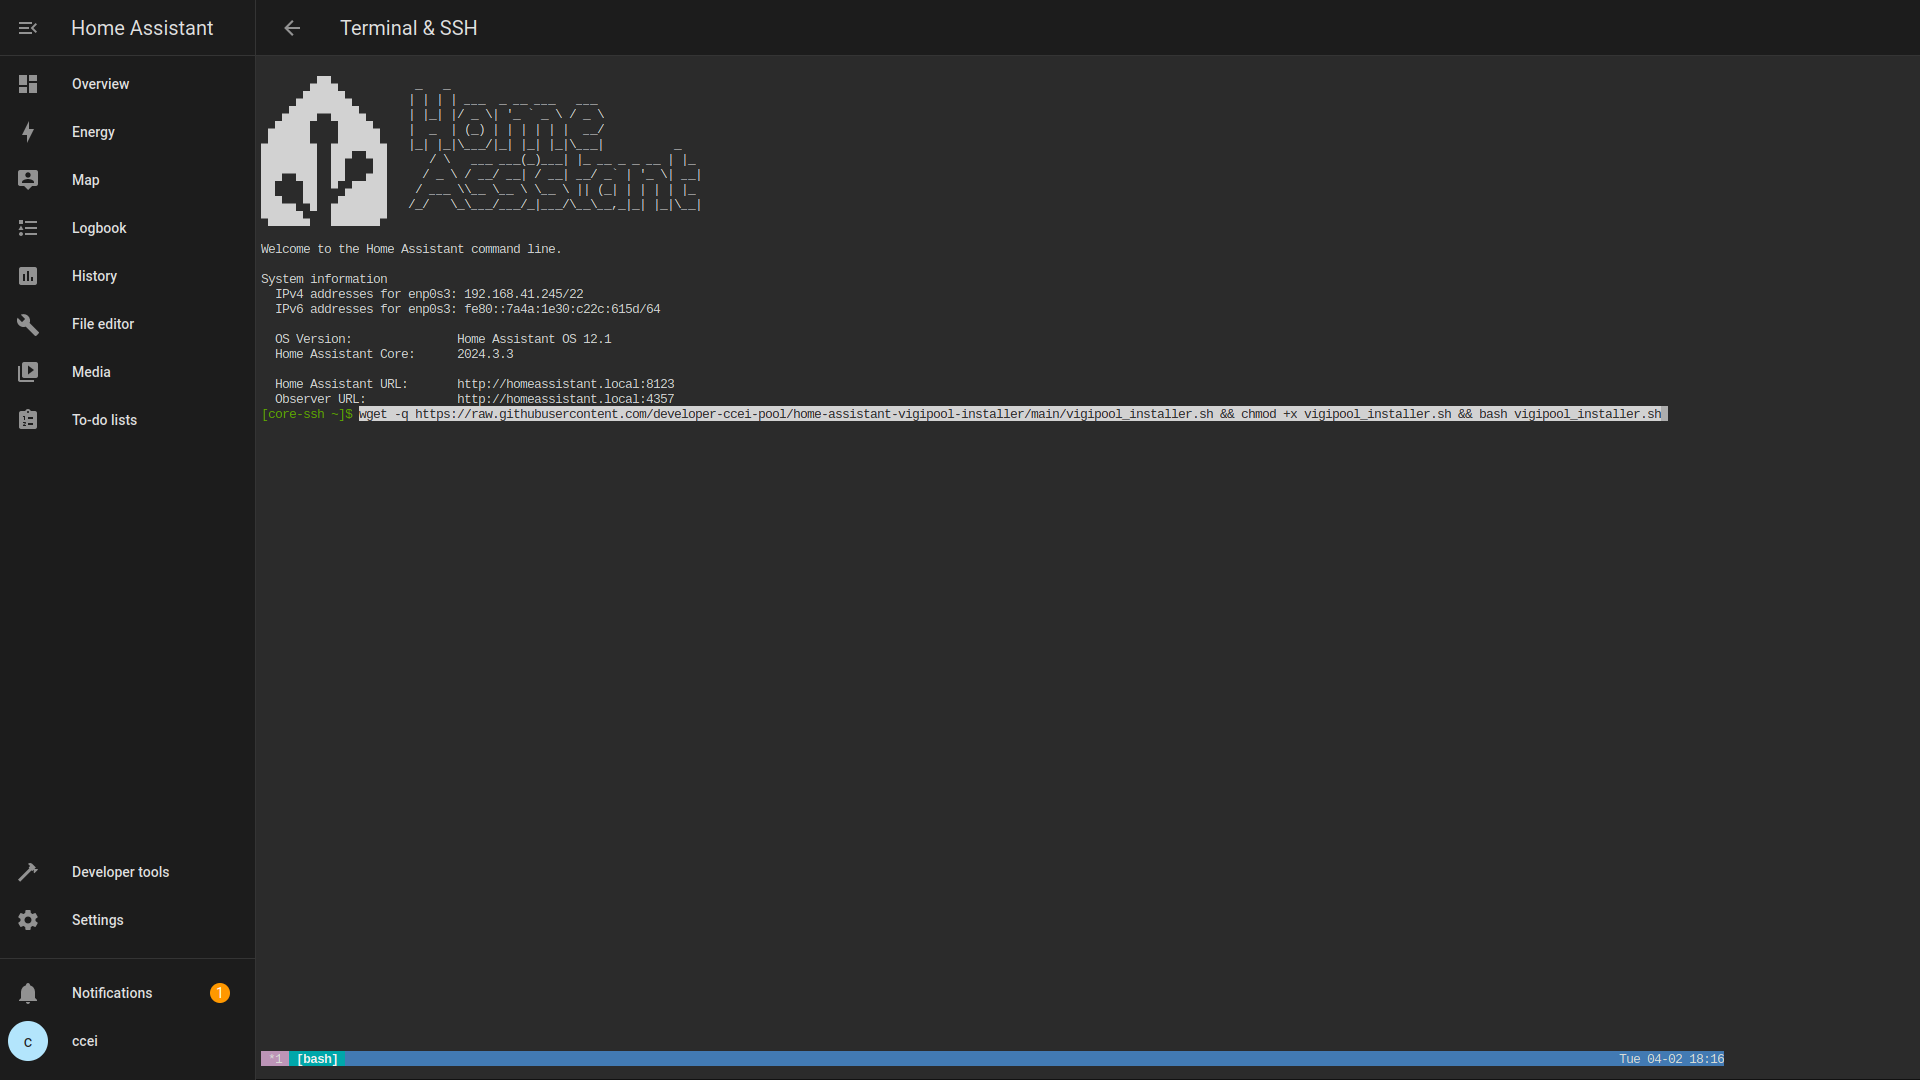 Home Assistant
Terminal & SSH
Overview
Energy
Map
Logbook
History
File editor
Media
To-do lists
Developer tools
Settings
Notifications 1
c ccei
Home
Assistant
Welcome to the Home Assistant command line.
System information
IPv4 addresses for enp0s3: 192.168.41.245/22
IPv6 addresses for enp0s3: fe80::7a4a:1e30:c22c:615d/64
OS Version: Home Assistant OS 12.1
Home Assistant Core: 2024.3.3
Home Assistant URL: http://homeassistant.local:8123
Observer URL: http://homeassistant.local:4357
[core-ssh ~]$ wget -q https://raw.githubusercontent.com/developer-ccei-pool/home-assistant-vigipool-installer/main/vigipool_installer.sh && chmod +x vigipool_installer.sh && bash vigipool_installer.sh
*1 [bash] Tue 04-02 18:16